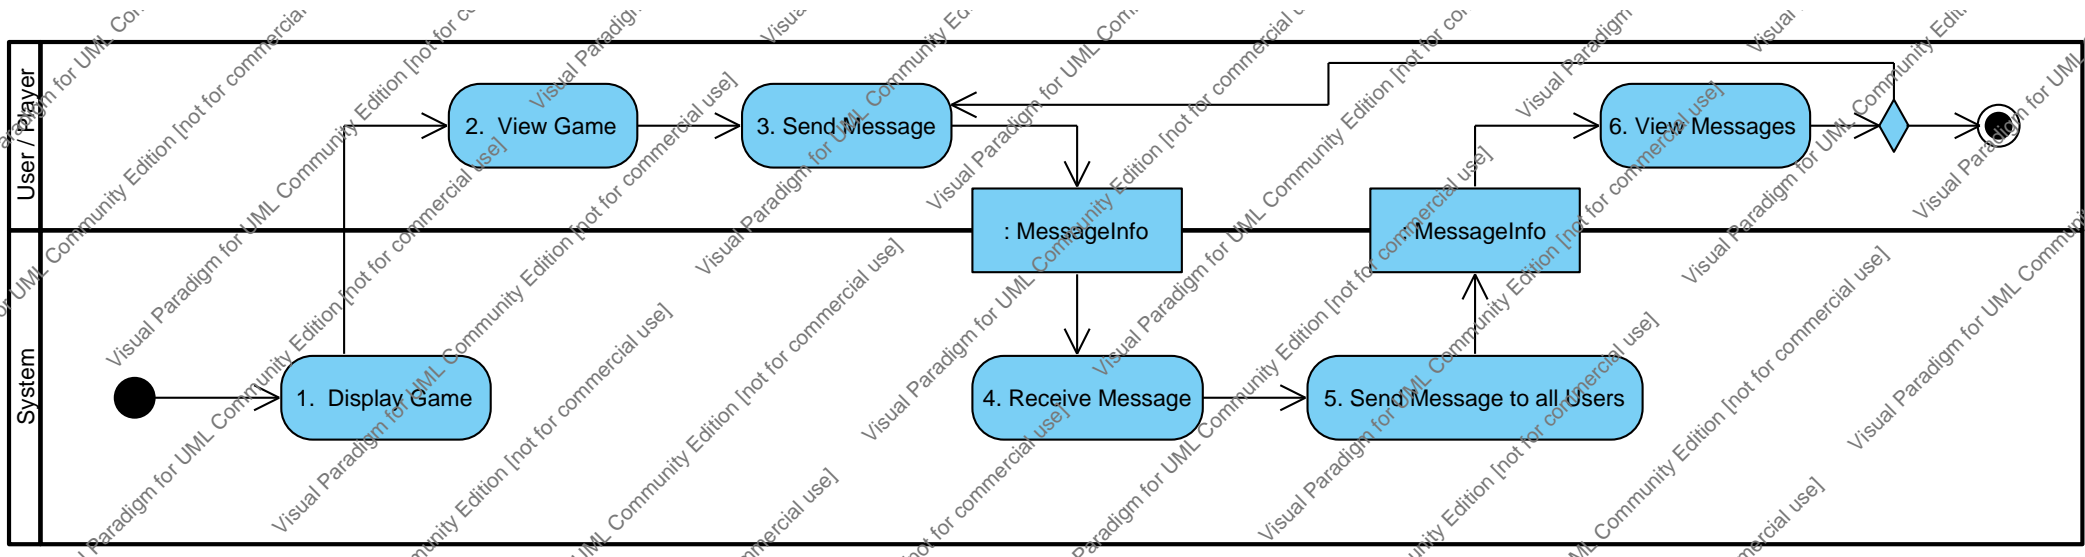 User / Player
2.  View Game
3. Send Message
6. View Messages
: MessageInfo
: MessageInfo
System
1.  Display Game
4. Receive Message
5. Send Message to all Users
Visual Paradigm for UML Community Edition [not for commercial use]